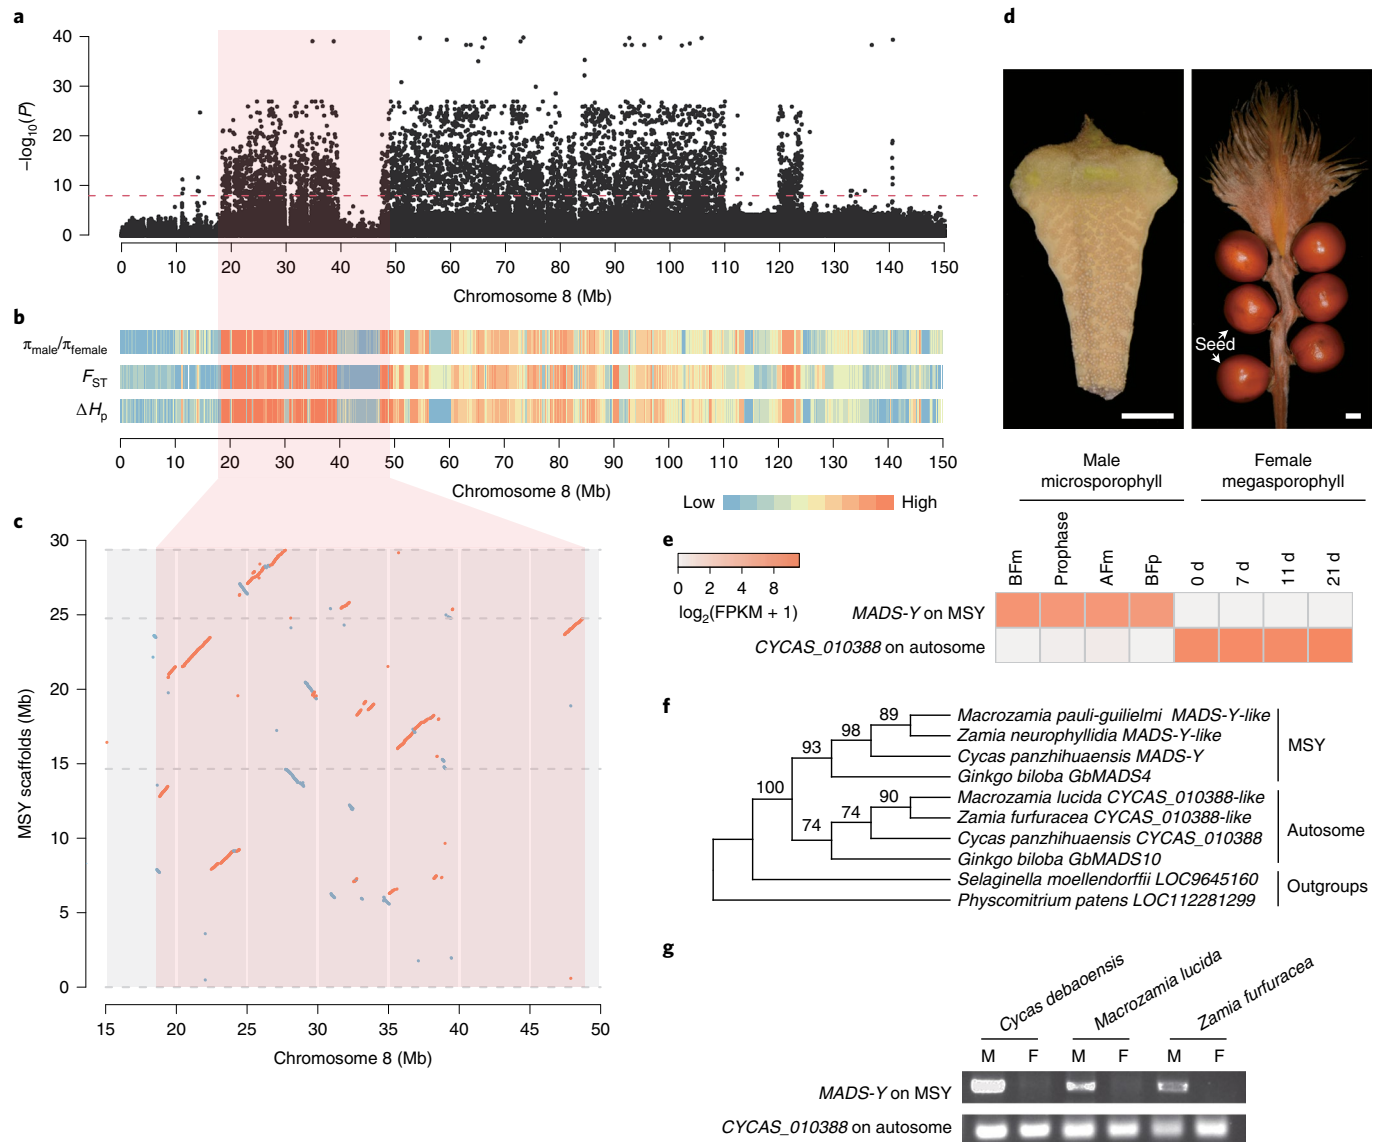 a
40
30
20
10
0
−log10(P)
0 10 20 30 40 50 60 70 80 90 100 110 120 130 140 150
Chromosome 8 (Mb)
b
πmale/πfemale
FST
ΔHp
0 10 20 30 40 50 60 70 80 90 100 110 120 130 140 150
Chromosome 8 (Mb)
Low High
c
30
25
20
15
10
5
0
MSY scaffolds (Mb)
15 20 25 30 35 40 45 50
Chromosome 8 (Mb)
d
Seed
Male microsporophyll
Female megasporophyll
e
0 2 4 8
log2(FPKM + 1)
BFm Prophase AFm BFp 0 d 7 d 11 d 21 d
MADS-Y on MSY
CYCAS_010388 on autosome
f
89
98
93
100
90
74
74
Macrozamia pauli-guilielmi MADS-Y-like
Zamia neurophyllidia MADS-Y-like
Cycas panzhihuaensis MADS-Y
Ginkgo biloba GbMADS4
MSY
Macrozamia lucida CYCAS_010388-like
Zamia furfuracea CYCAS_010388-like
Cycas panzhihuaensis CYCAS_010388
Ginkgo biloba GbMADS10
Autosome
Selaginella moellendorffii LOC9645160
Physcomitrium patens LOC112281299
Outgroups
g
Cycas debaoensis
Macrozamia lucida
Zamia furfuracea
M F M F M F
MADS-Y on MSY
CYCAS_010388 on autosome